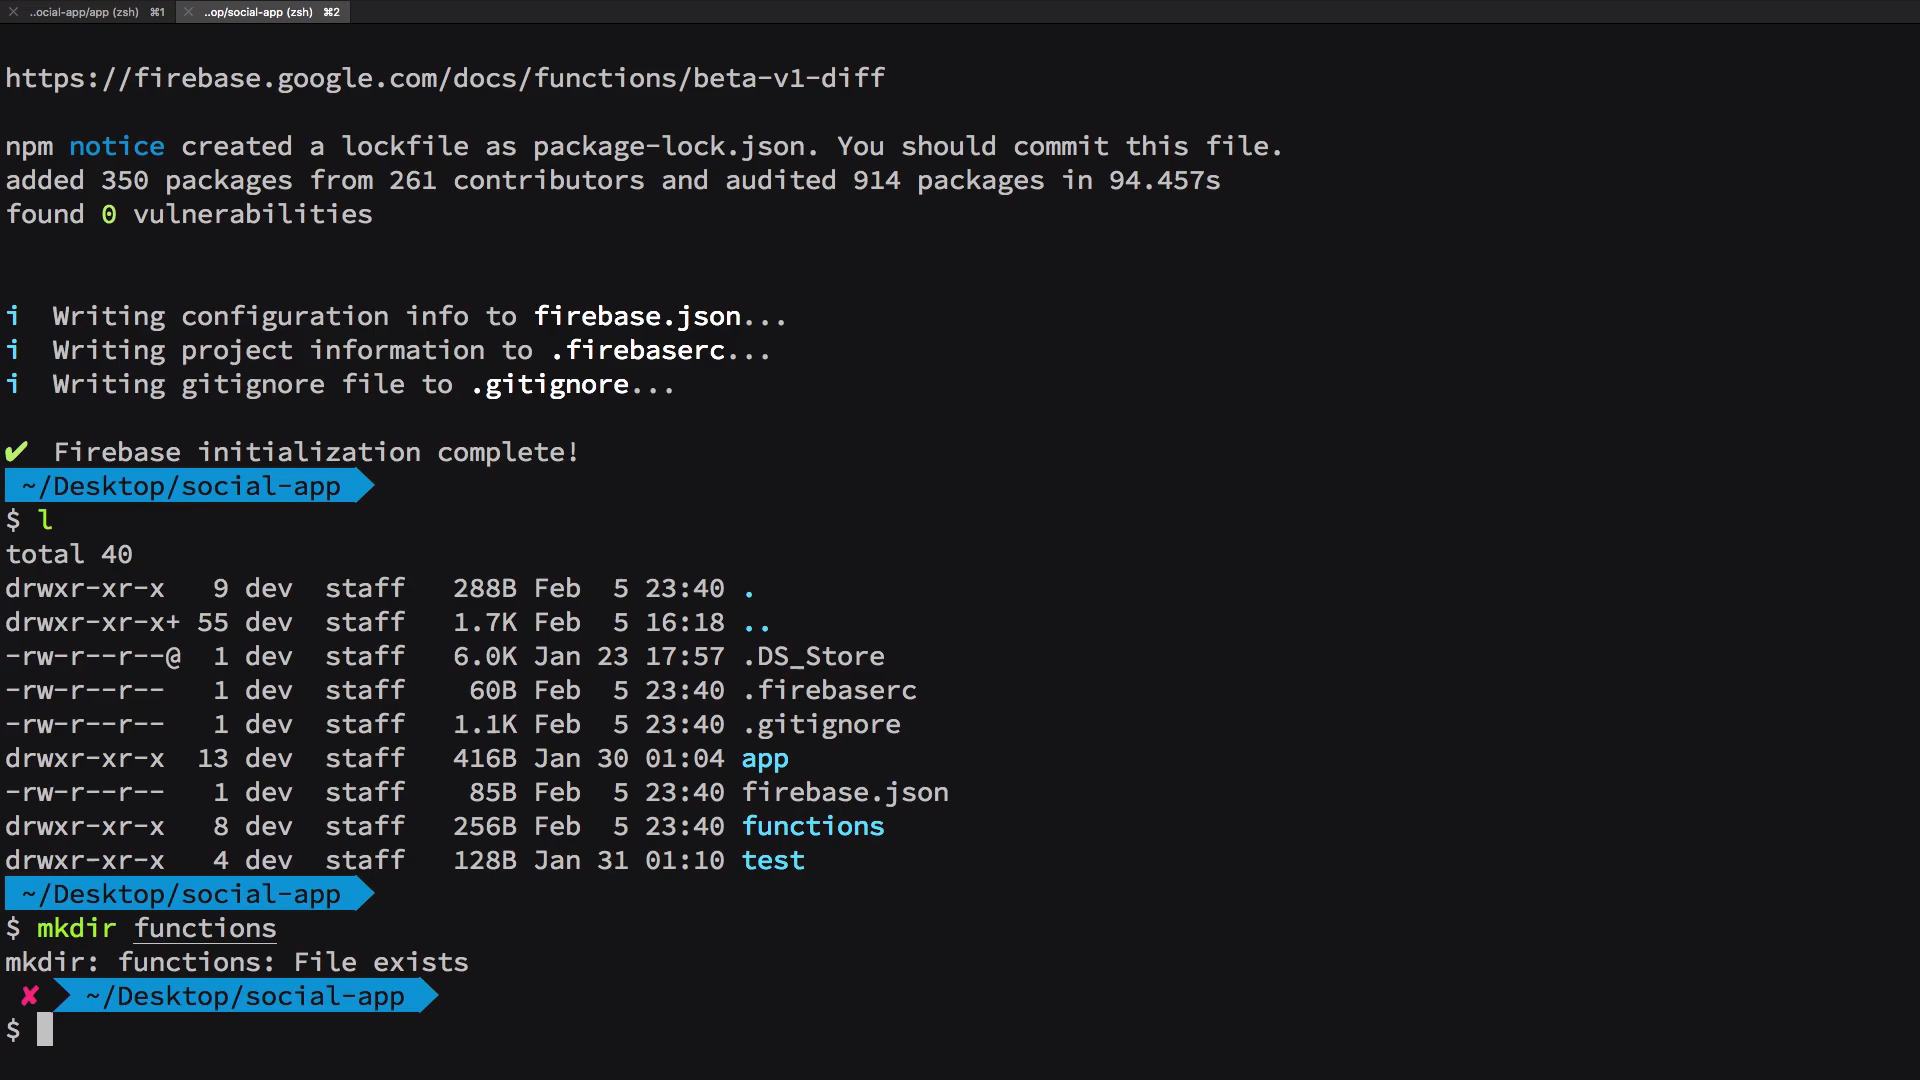 ..ocial-app/app (zsh) ⌘1 ..op/social-app (zsh) ⌘2
https://firebase.google.com/docs/functions/beta-v1-diff
npm notice created a lockfile as package-lock.json. You should commit this file.
added 350 packages from 261 contributors and audited 914 packages in 94.457s
found 0 vulnerabilities
i  Writing configuration info to firebase.json...
i  Writing project information to .firebaserc...
i  Writing gitignore file to .gitignore...
✔  Firebase initialization complete!
~/Desktop/social-app
$ l
total 40
drwxr-xr-x   9 dev  staff   288B Feb  5 23:40 .
drwxr-xr-x+ 55 dev  staff   1.7K Feb  5 16:18 ..
-rw-r--r--@  1 dev  staff   6.0K Jan 23 17:57 .DS_Store
-rw-r--r--   1 dev  staff    60B Feb  5 23:40 .firebaserc
-rw-r--r--   1 dev  staff   1.1K Feb  5 23:40 .gitignore
drwxr-xr-x  13 dev  staff   416B Jan 30 01:04 app
-rw-r--r--   1 dev  staff    85B Feb  5 23:40 firebase.json
drwxr-xr-x   8 dev  staff   256B Feb  5 23:40 functions
drwxr-xr-x   4 dev  staff   128B Jan 31 01:10 test
~/Desktop/social-app
$ mkdir functions
mkdir: functions: File exists
✘ ~/Desktop/social-app
$